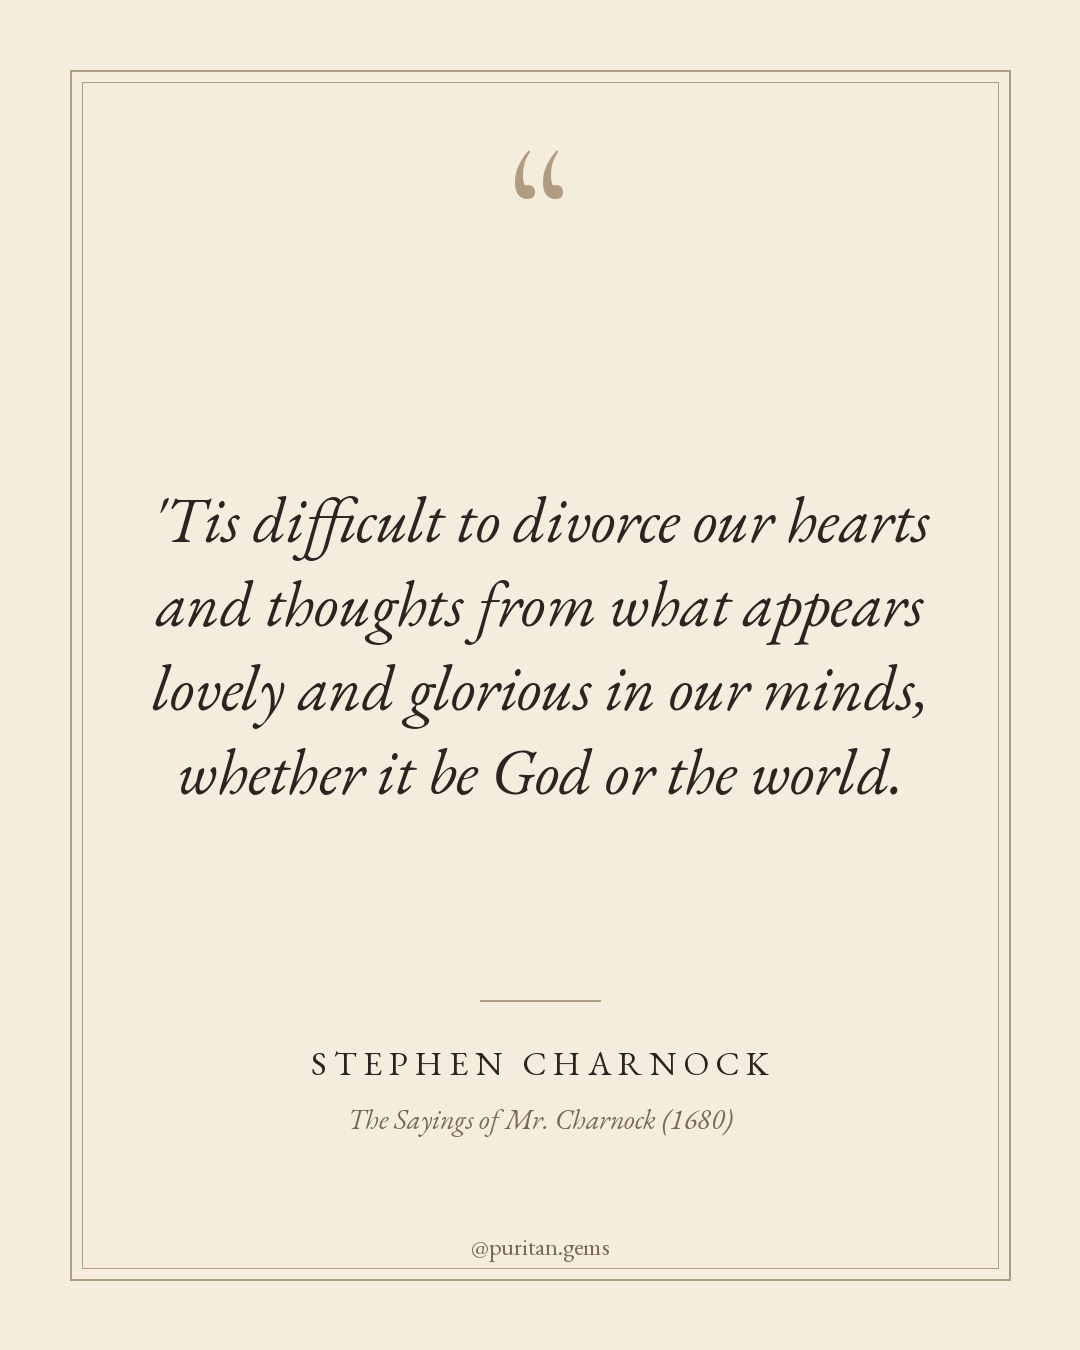 “
'Tis difficult to divorce our hearts
and thoughts from what appears
lovely and glorious in our minds,
whether it be God or the world.
STEPHEN CHARNOCK
The Sayings of Mr. Charnock (1680)
@puritan.gems